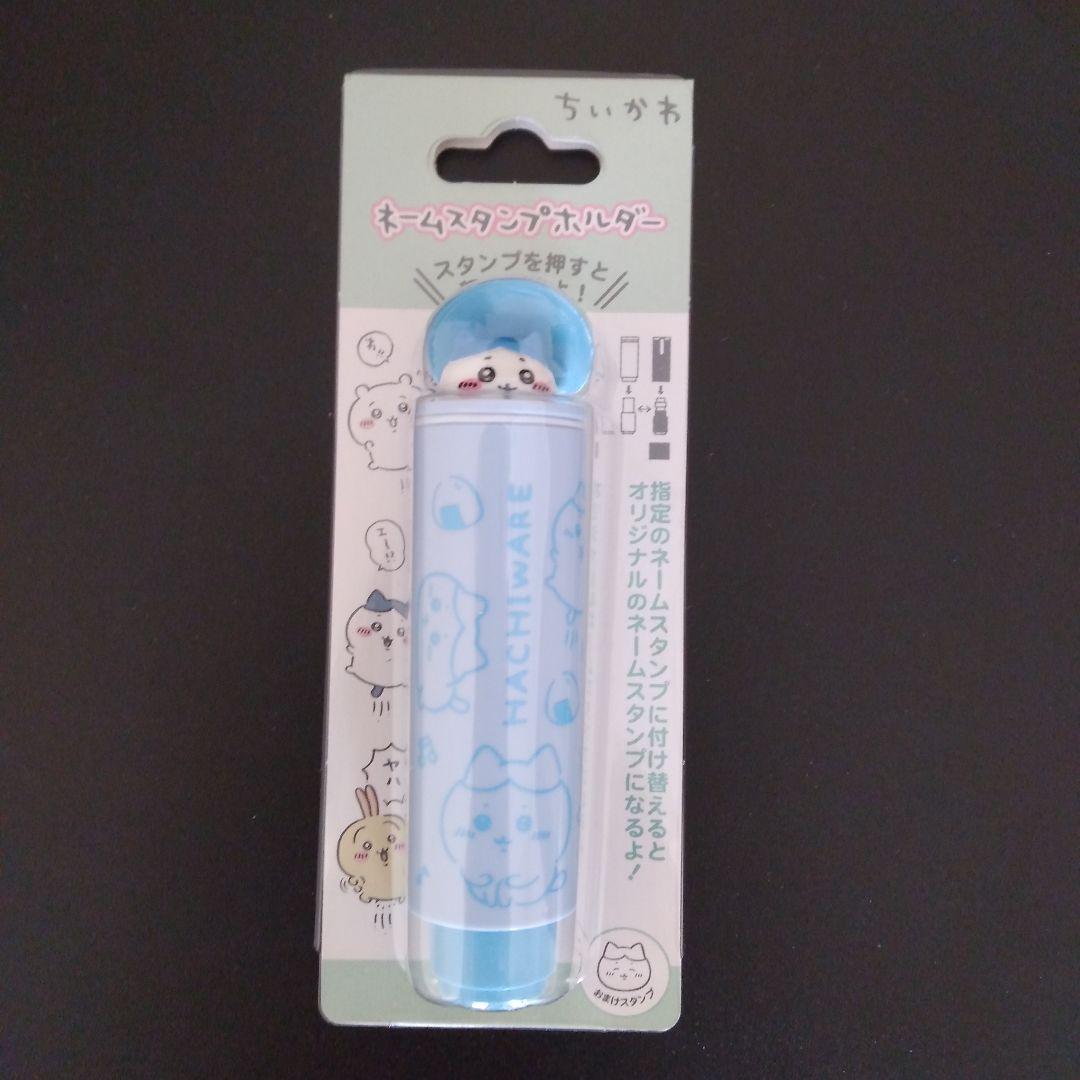 ちいかわ
ネームスタンプホルダー
スタンプを押すと
わ!!
エーッ!?
ヤハ
HACHIWARE
指定のネームスタンプに付け替えると
オリジナルのネームスタンプになるよ!
おまけスタンプ